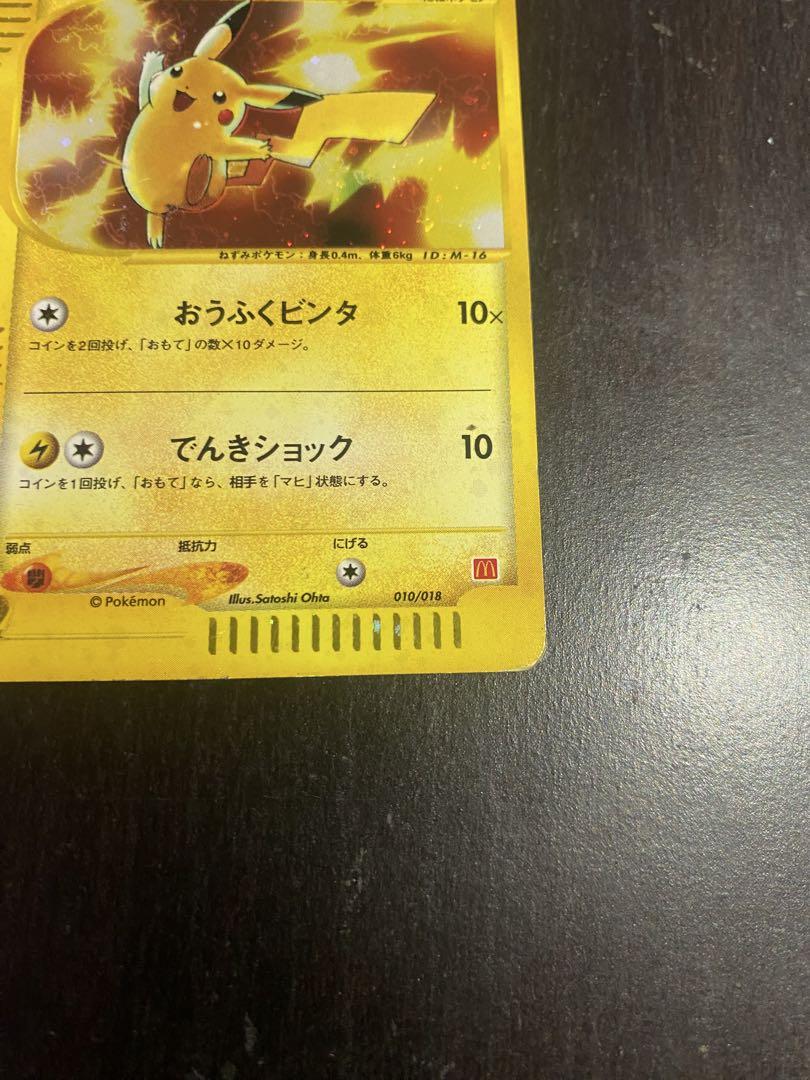 ねずみポケモン：身長0.4m、体重6kg ID:M-16
おうふくビンタ 10×
コインを2回投げ、「おもて」の数×10ダメージ。
でんきショック 10
コインを1回投げ、「おもて」なら、相手を「マヒ」状態にする。
弱点 抵抗力 にげる
©Pokémon Illus.Satoshi Ohta 010/018